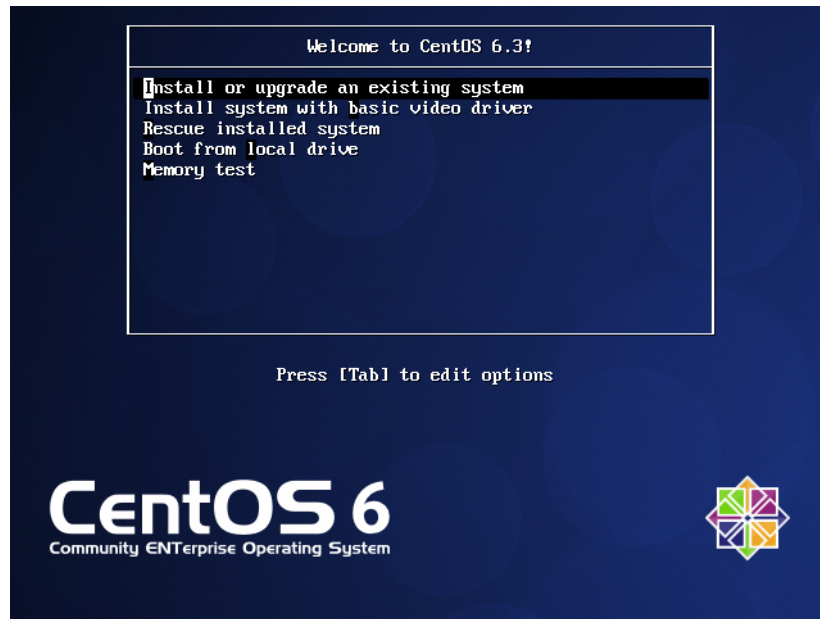 Welcome to CentOS 6.3!
Install or upgrade an existing system
Install system with basic video driver
Rescue installed system
Boot from local drive
Memory test
Press [Tab] to edit options
CentOS 6
Community ENTerprise Operating System